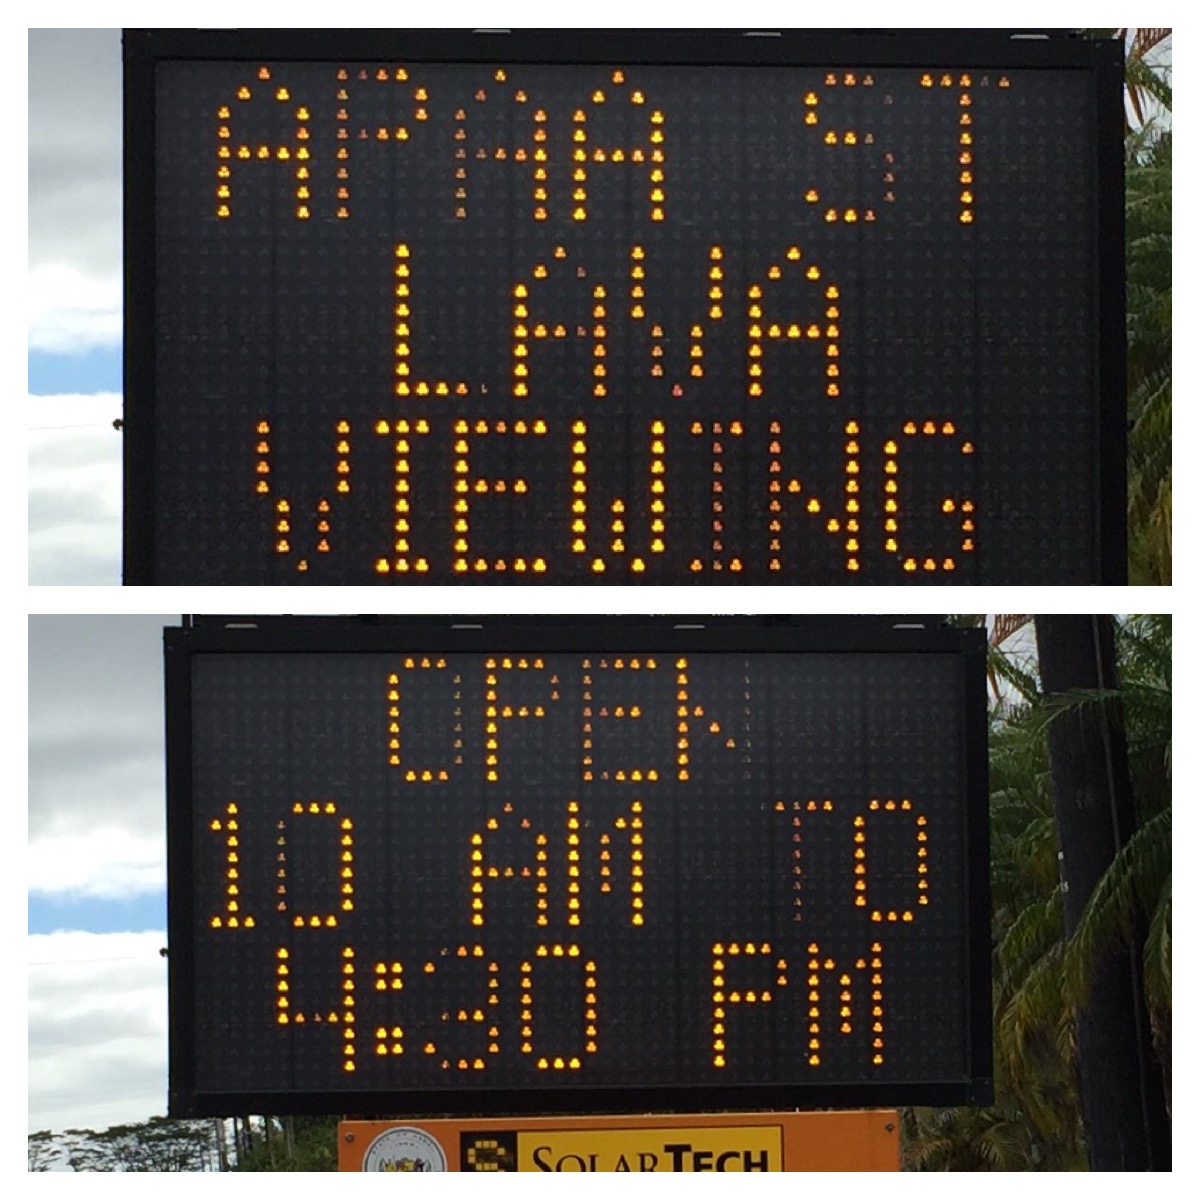 APAA ST
LAVA
VIEWING
OPEN
10 AM TO
4:30 PM
SOLARTECH